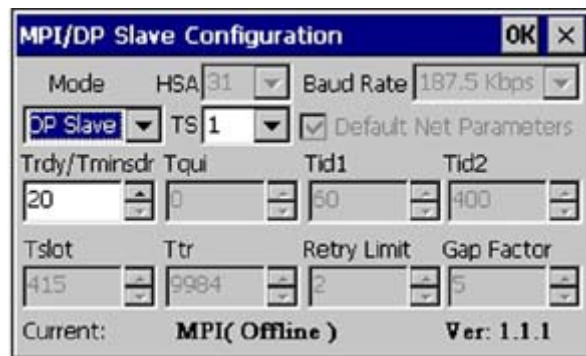 MPI/DP Slave Configuration OK ×
Mode HSA 31 Baud Rate 187.5 Kbps
DP Slave TS 1 Default Net Parameters
Trdy/Tminsdr Tqui Tid1 Tid2
20 0 60 400
Tslot Ttr Retry Limit Gap Factor
415 9984 2 5
Current: MPI( Offline ) Ver: 1.1.1